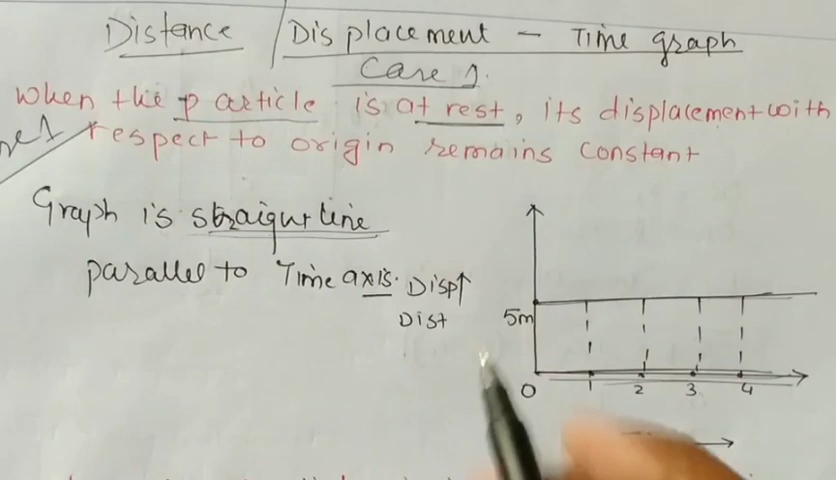 Distance / Displacement - Time graph
Case 1.
when the particle is at rest, its displacement with
respect to origin remains constant
Graph is straigut line
parallel to Time axis.
Disp↑
Dist
5m
0 1 2 3 4